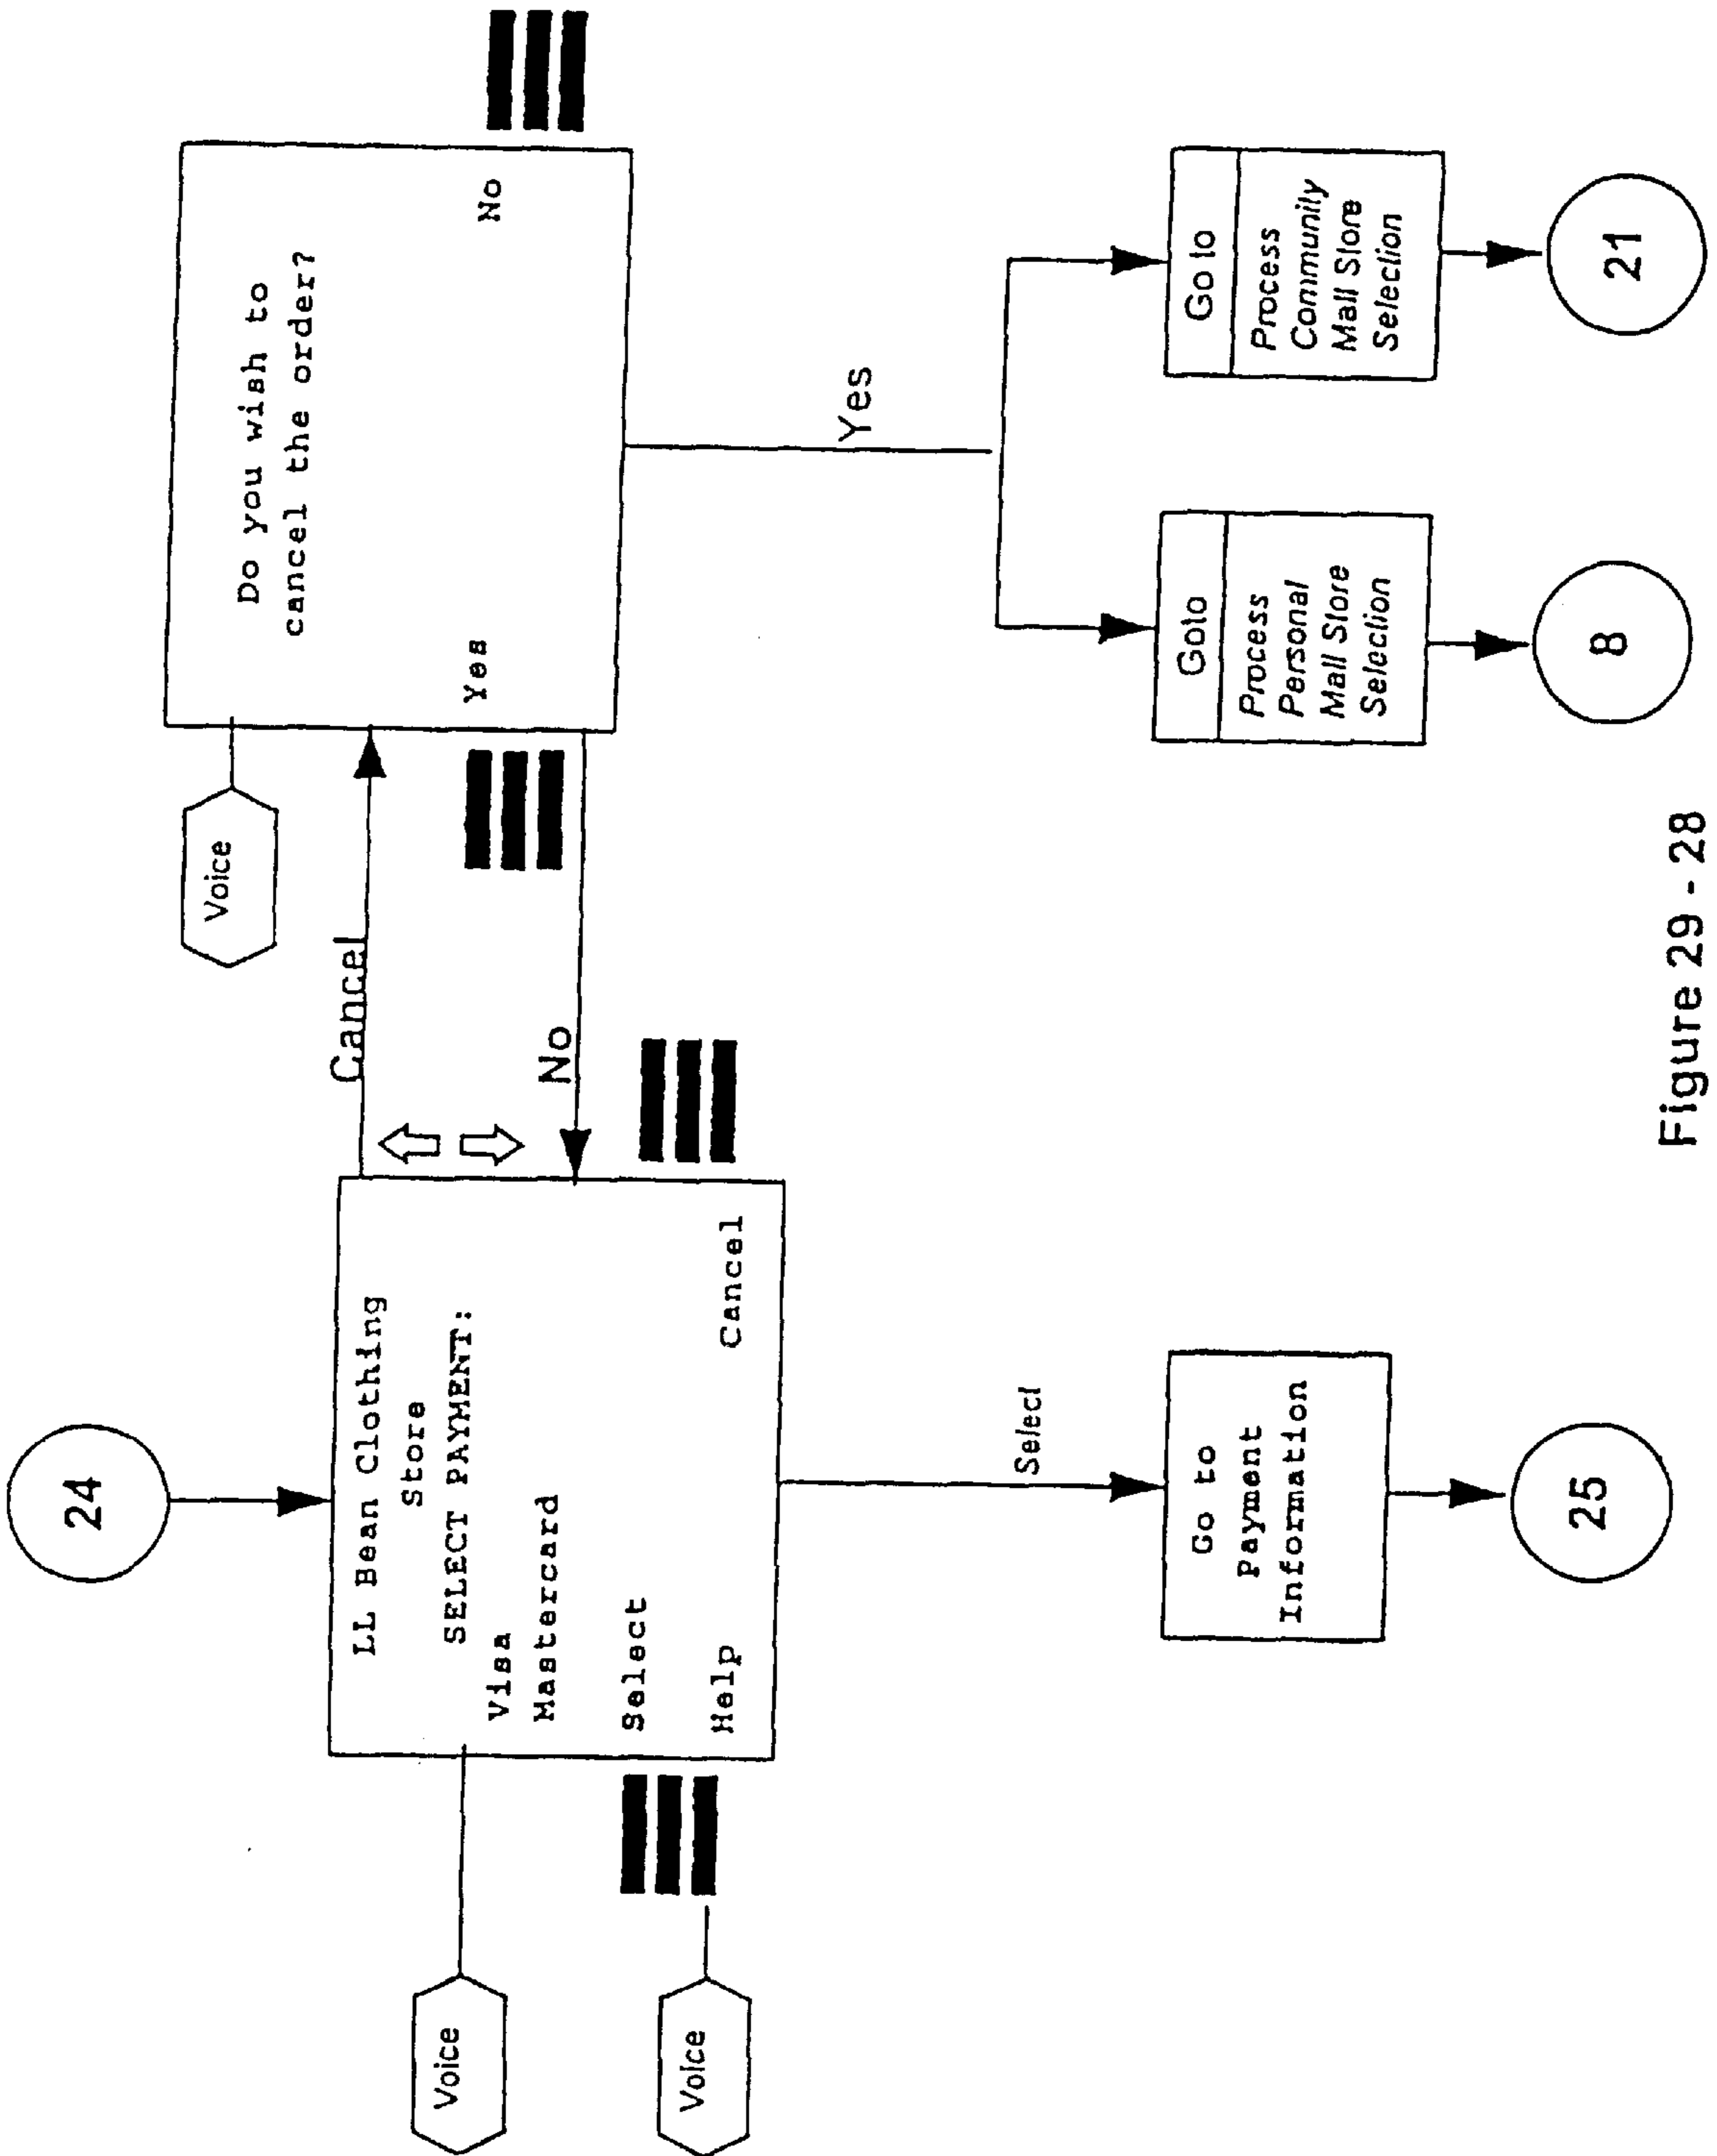 24
LL Bean Clothing
Store
SELECT PAYMENT:
Visa
Mastercard
Select
Help
Cancel
Voice
Voice
Cancel
No
Voice
Do you wish to
cancel the order?
Yes
No
Select
Go to
Payment
Information
25
Yes
Goto
Process
Personal
Mall Store
Selection
8
Go to
Process
Community
Mall Store
Selection
21
Figure 29 - 28